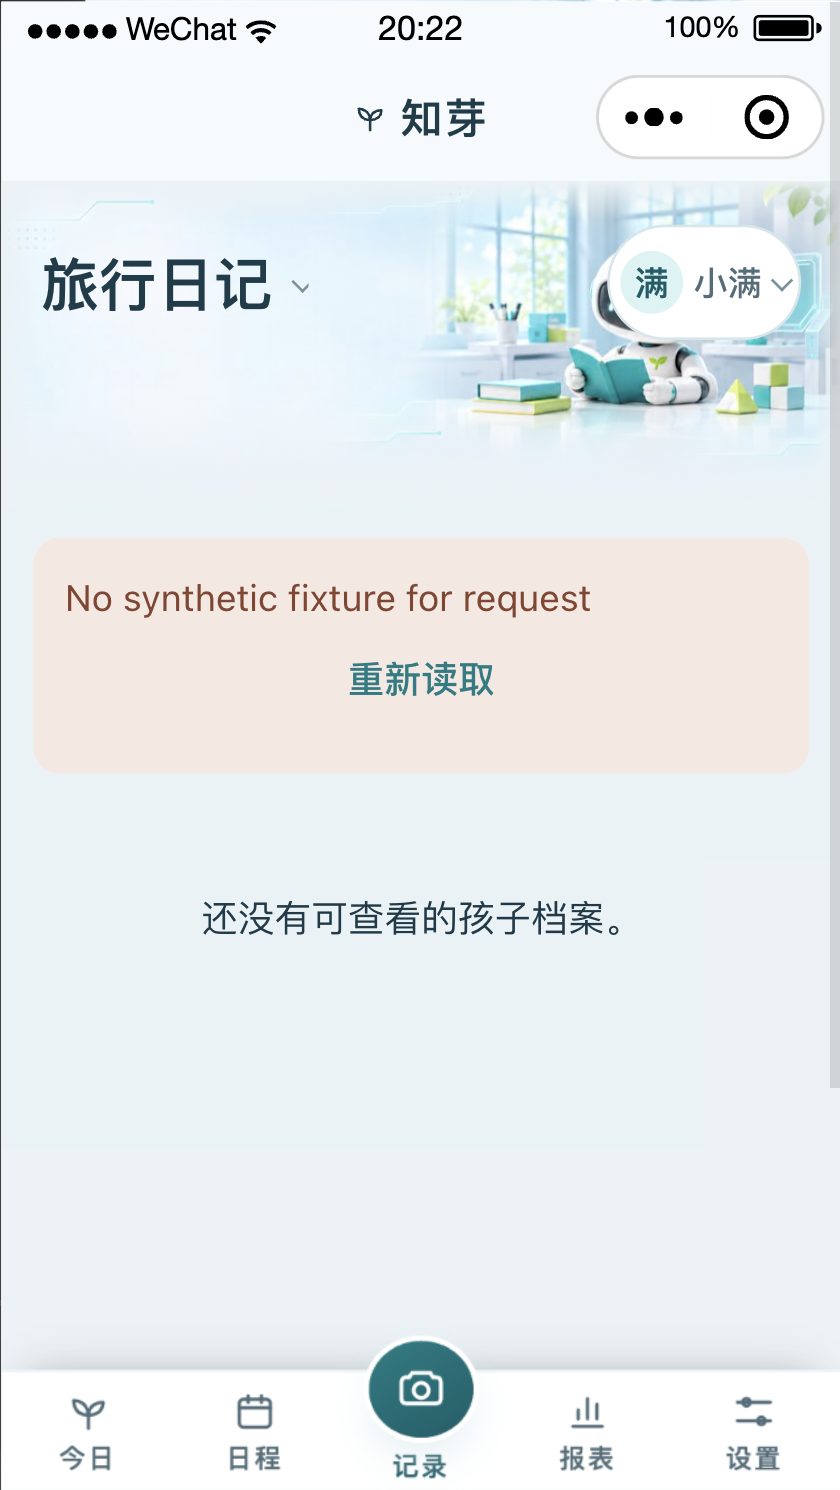 WeChat 20:22 100%
知芽
旅行日记
满 小满
No synthetic fixture for request
重新读取
还没有可查看的孩子档案。
今日 日程 记录 报表 设置